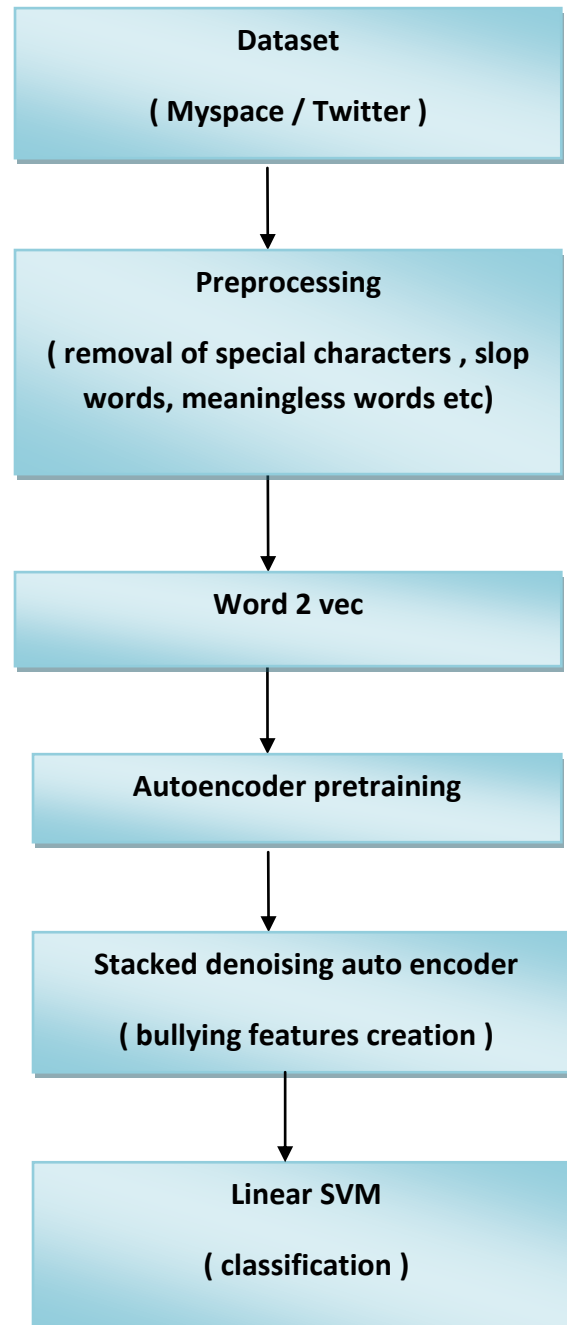 Dataset
( Myspace / Twitter )
Preprocessing
( removal of special characters , slop
words, meaningless words etc)
Word 2 vec
Autoencoder pretraining
Stacked denoising auto encoder
( bullying features creation )
Linear SVM
( classification )